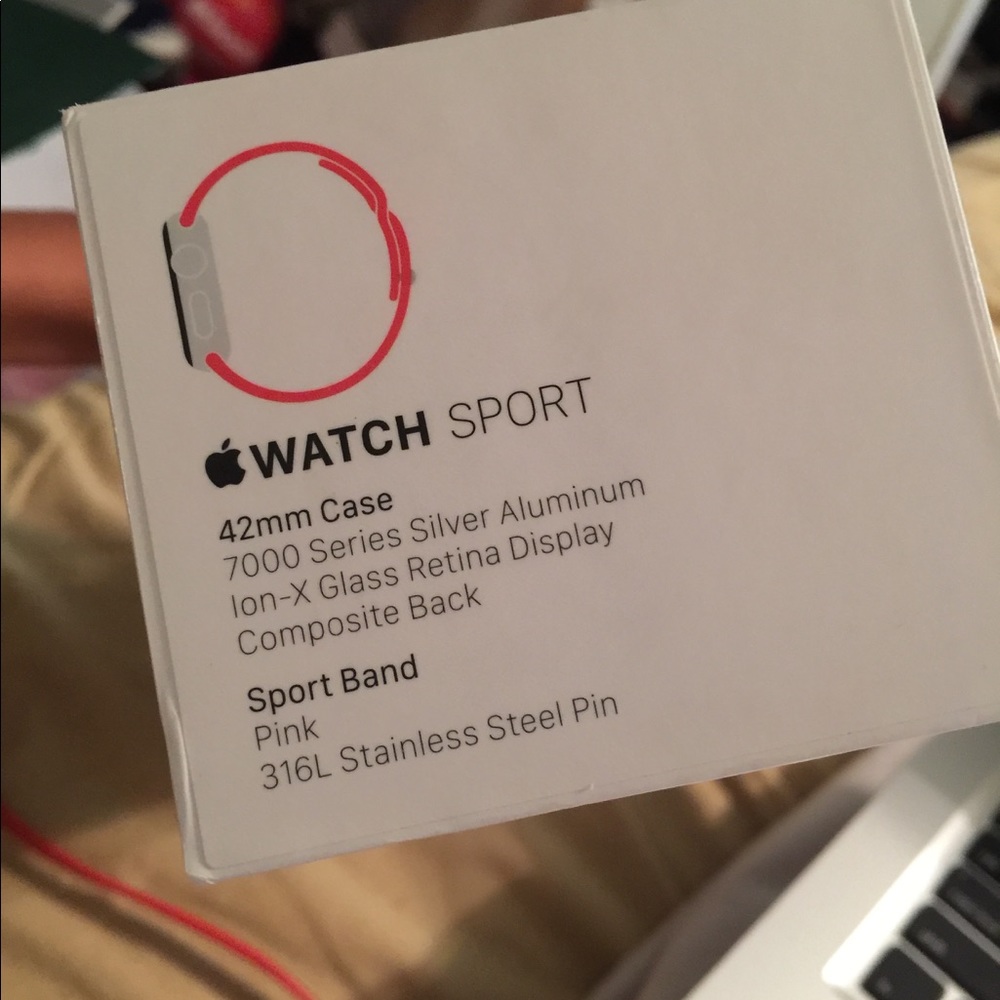 WATCH SPORT
42mm Case
7000 Series Silver Aluminum
Ion-X Glass Retina Display
Composite Back
Sport Band
Pink
316L Stainless Steel Pin